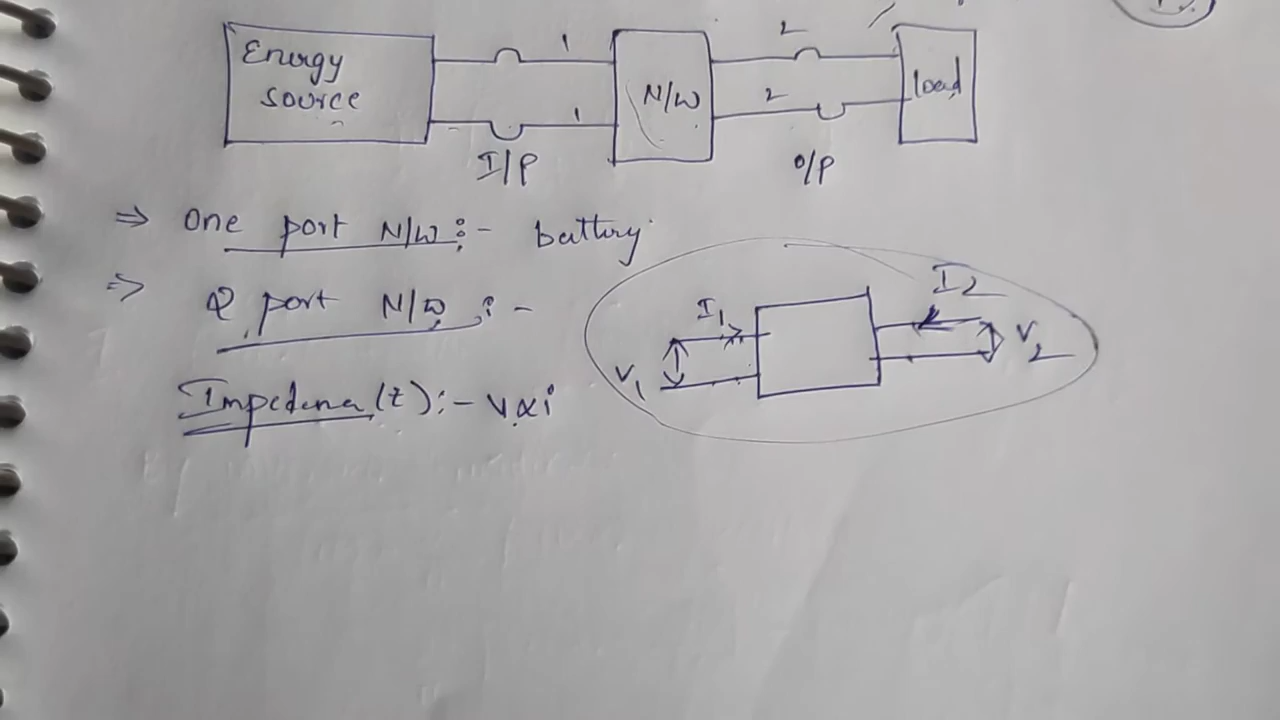 Energy source
1
1
I/P
N/W
2
2
O/P
load
⇒ One port N/W :- battery
⇒ 2 port N/W :-
I1
V1
I2
V2
Impedence (z) :- v∝i